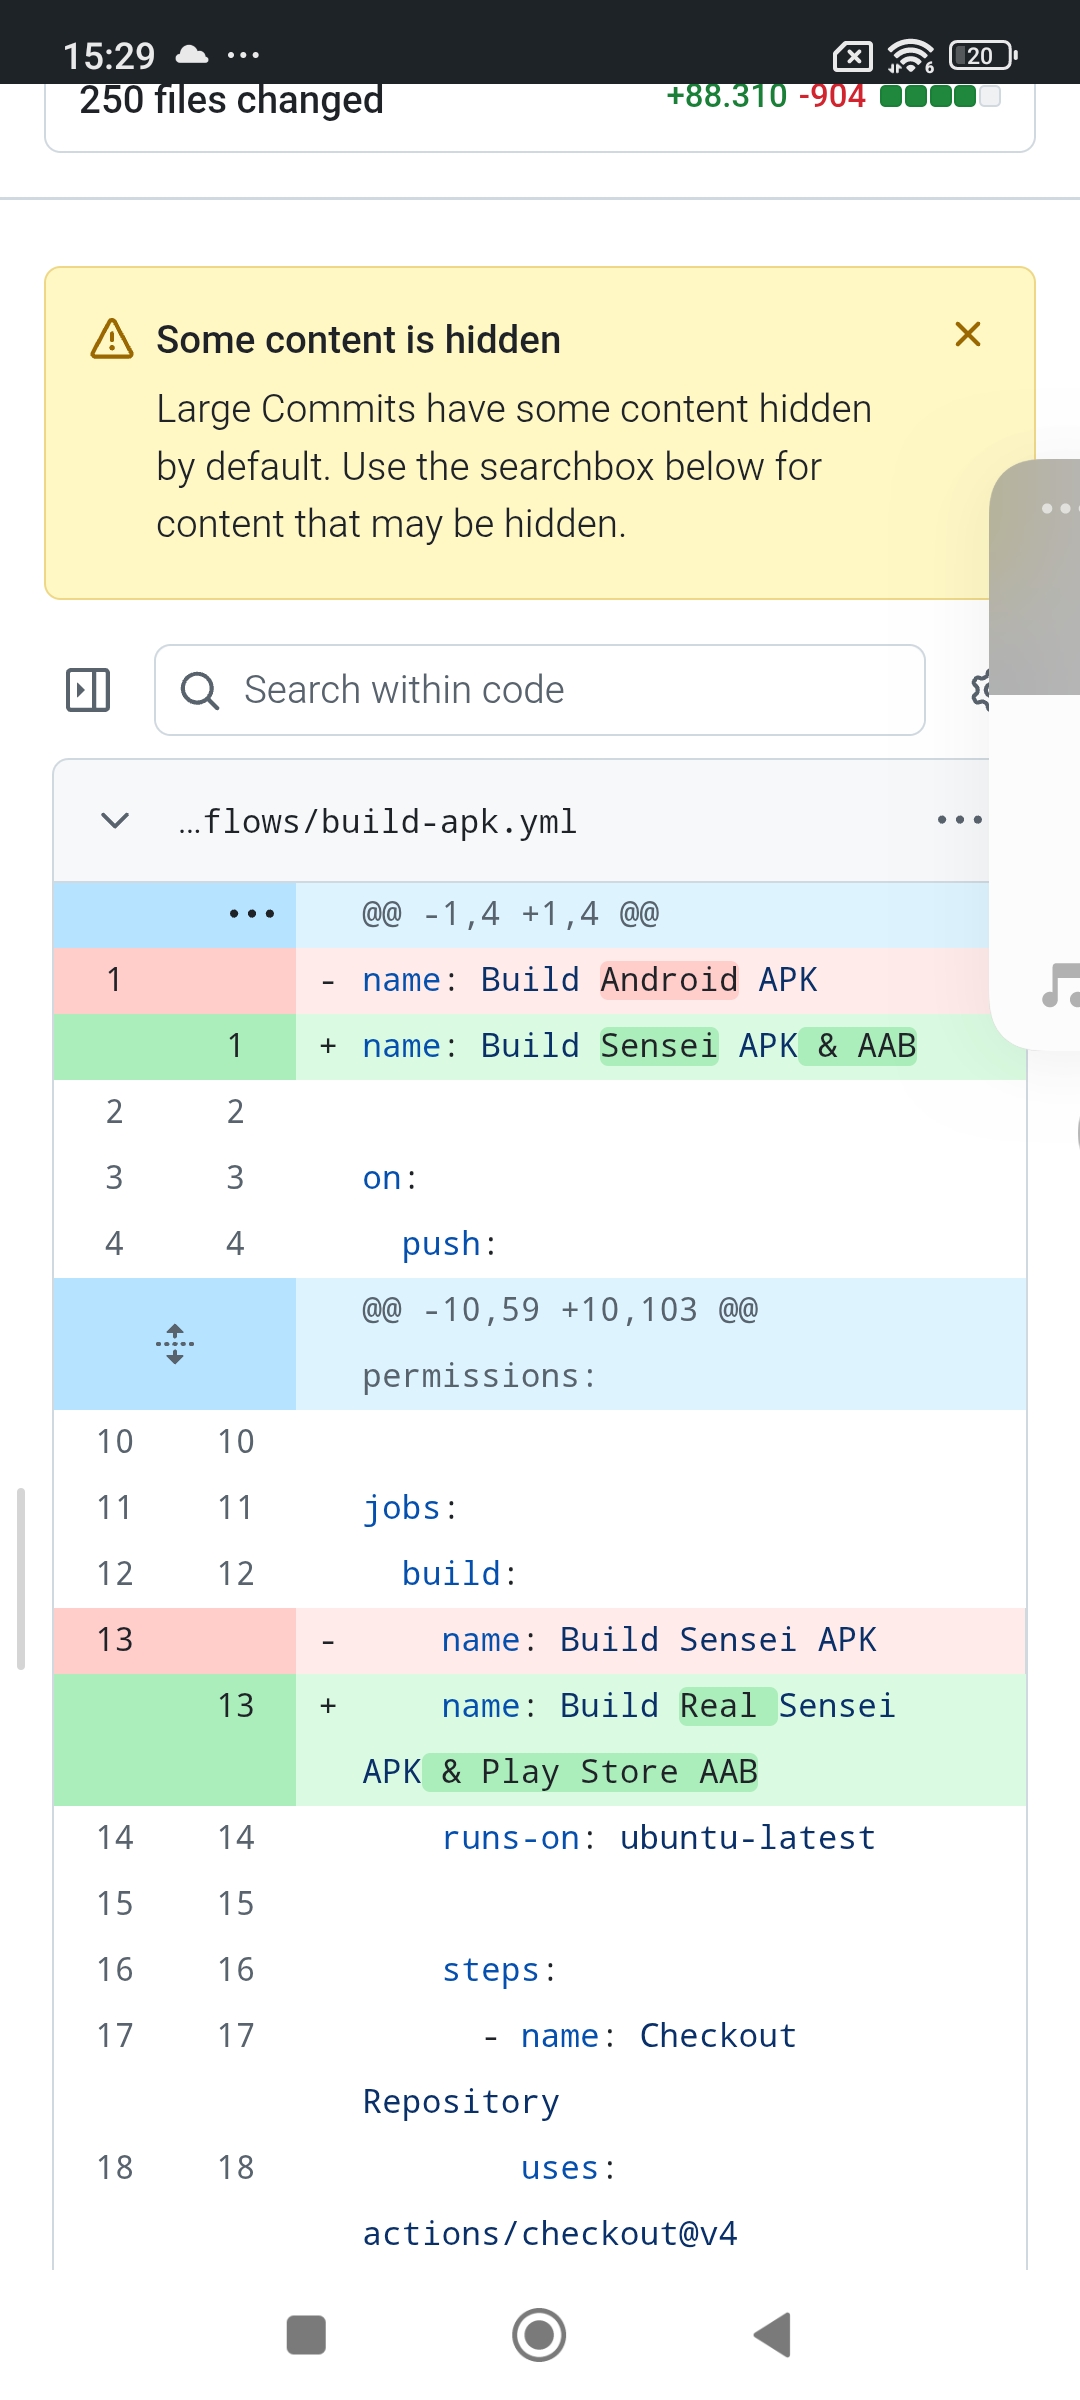 15:29 20
250 files changed +88.310 -904
Some content is hidden
Large Commits have some content hidden
by default. Use the searchbox below for
content that may be hidden.
Search within code
...flows/build-apk.yml
@@ -1,4 +1,4 @@
1 - name: Build Android APK
1 + name: Build Sensei APK & AAB
2 2
3 3 on:
4 4 push:
@@ -10,59 +10,103 @@
permissions:
10 10
11 11 jobs:
12 12 build:
13 - name: Build Sensei APK
13 + name: Build Real Sensei
APK & Play Store AAB
14 14 runs-on: ubuntu-latest
15 15
16 16 steps:
17 17 - name: Checkout
Repository
18 18 uses:
actions/checkout@v4